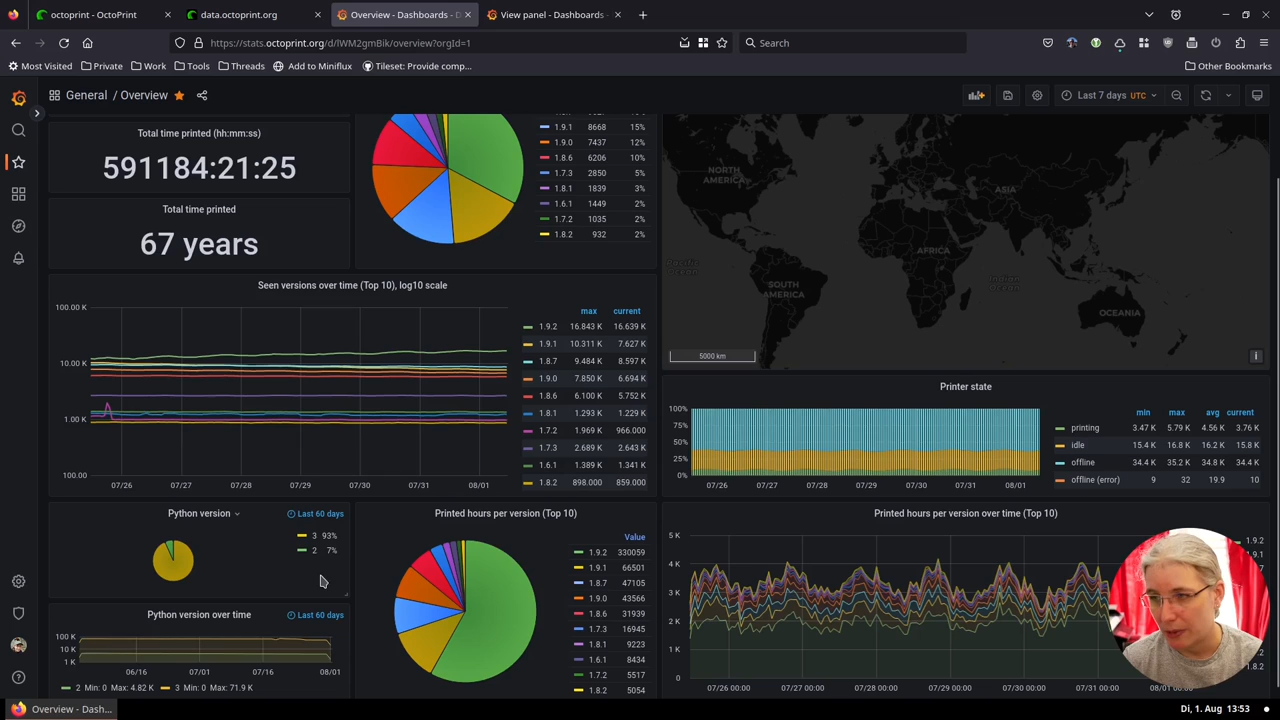 octoprint - OctoPrint
data.octoprint.org
Overview - Dashboards - D
View panel - Dashboards -
https://stats.octoprint.org/d/lWM2gmBik/overview?orgId=1
Search
Most Visited
Private
Work
Tools
Threads
Add to Miniflux
Tileset: Provide comp...
Other Bookmarks
General / Overview
Last 7 days UTC
Total time printed (hh:mm:ss)
591184:21:25
Total time printed
67 years
1.9.1 8668 15%
1.9.0 7437 12%
1.8.6 6206 10%
1.7.3 2850 5%
1.8.1 1839 3%
1.6.1 1449 2%
1.7.2 1035 2%
1.8.2 932 2%
NORTH AMERICA
ASIA
AFRICA
SOUTH AMERICA
OCEANIA
Pacific Ocean
Indian Ocean
5000 km
i
Seen versions over time (Top 10), log10 scale
100.00 K
10.00 K
1.00 K
100.00
07/26 07/27 07/28 07/29 07/30 07/31 08/01
max current
1.9.2 16.843 K 16.639 K
1.9.1 10.311 K 7.627 K
1.8.7 9.484 K 8.597 K
1.9.0 7.850 K 6.694 K
1.8.6 6.100 K 5.752 K
1.8.1 1.293 K 1.229 K
1.7.2 1.969 K 966.000
1.7.3 2.689 K 2.643 K
1.6.1 1.389 K 1.341 K
1.8.2 898.000 859.000
Printer state
100%
75%
50%
25%
0%
07/26 07/27 07/28 07/29 07/30 07/31 08/01
min max avg current
printing 3.47 K 5.79 K 4.56 K 3.76 K
idle 15.4 K 16.8 K 16.2 K 15.8 K
offline 34.4 K 35.2 K 34.8 K 34.4 K
offline (error) 9 32 19.9 10
Python version
Last 60 days
3 93%
2 7%
Python version over time
Last 60 days
100 K
10 K
1 K
06/16 07/01 07/16 08/01
2 Min: 0 Max: 4.82 K 3 Min: 0 Max: 71.9 K
Printed hours per version (Top 10)
Value
1.9.2 330059
1.9.1 66501
1.8.7 47105
1.9.0 43566
1.8.6 31939
1.7.3 16945
1.8.1 9223
1.6.1 8434
1.7.2 5517
1.8.2 5054
Printed hours per version over time (Top 10)
5 K
4 K
3 K
2 K
1 K
0
07/26 00:00 07/27 00:00 07/28 00:00 07/29 00:00 07/30 00:00 07/31 00:00 08/01 00:00
1.9.2
1.8.2
Overview - Dash...
Di, 1. Aug 13:53